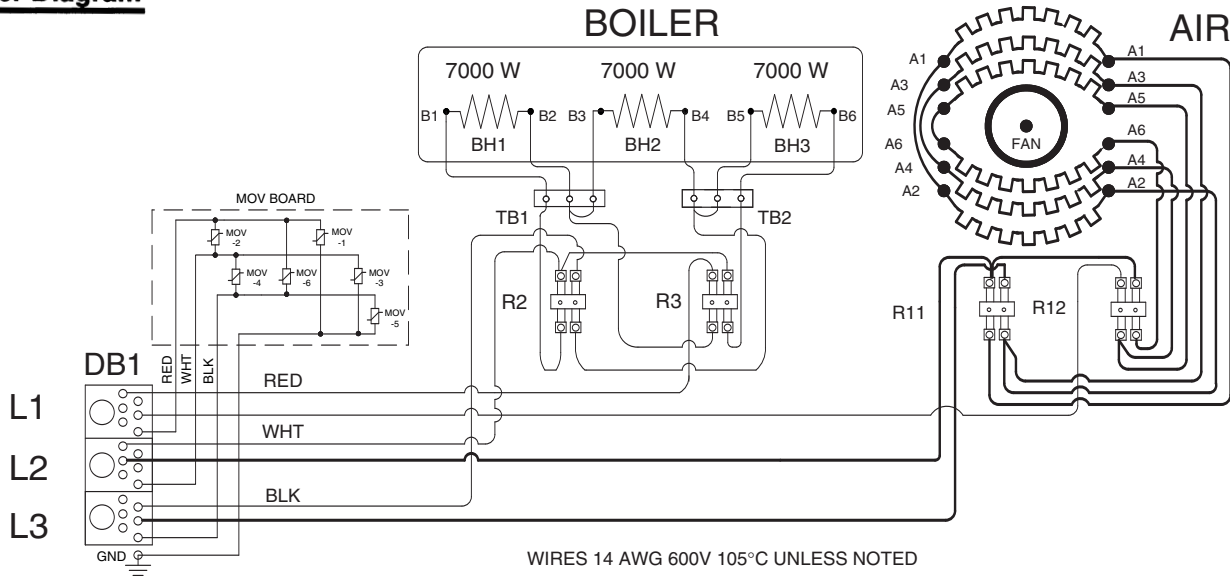 Diagram
BOILER
AIR
7000 W
7000 W
7000 W
B1
B2
B3
B4
B5
B6
BH1
BH2
BH3
TB1
TB2
A1
A3
A5
A6
A4
A2
FAN
A1
A3
A5
A6
A4
A2
MOV BOARD
MOV
-2
MOV
-1
MOV
-4
MOV
-6
MOV
-3
MOV
-5
R2
R3
R11
R12
DB1
RED
WHT
BLK
RED
L1
WHT
L2
BLK
L3
GND
WIRES 14 AWG 600V 105°C UNLESS NOTED